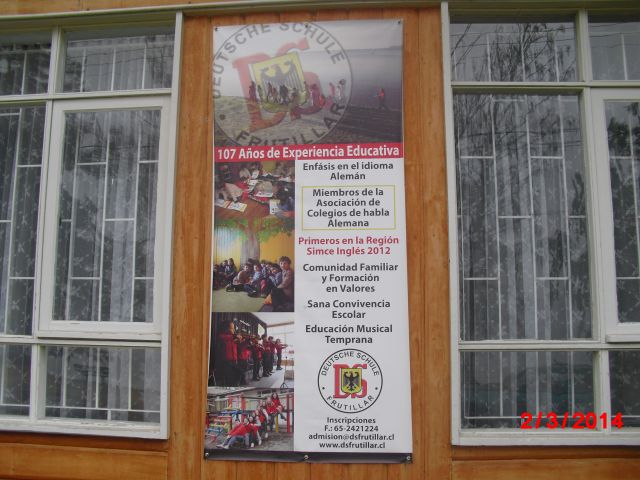 DEUTSCHE SCHULE
DS
FRUTILLAR
107 Años de Experiencia Educativa
Enfásis en el idioma
Alemán
Miembros de la
Asociación de
Colegios de habla
Alemana
Primeros en la Región
Simce Inglés 2012
Comunidad Familiar
y Formación
en Valores
Sana Convivencia
Escolar
Educación Musical
Temprana
DEUTSCHE SCHULE
DS
FRUTILLAR
Inscripciones
F.: 65-2421224
admision@dsfrutillar.cl
www.dsfrutillar.cl
2/3/2014